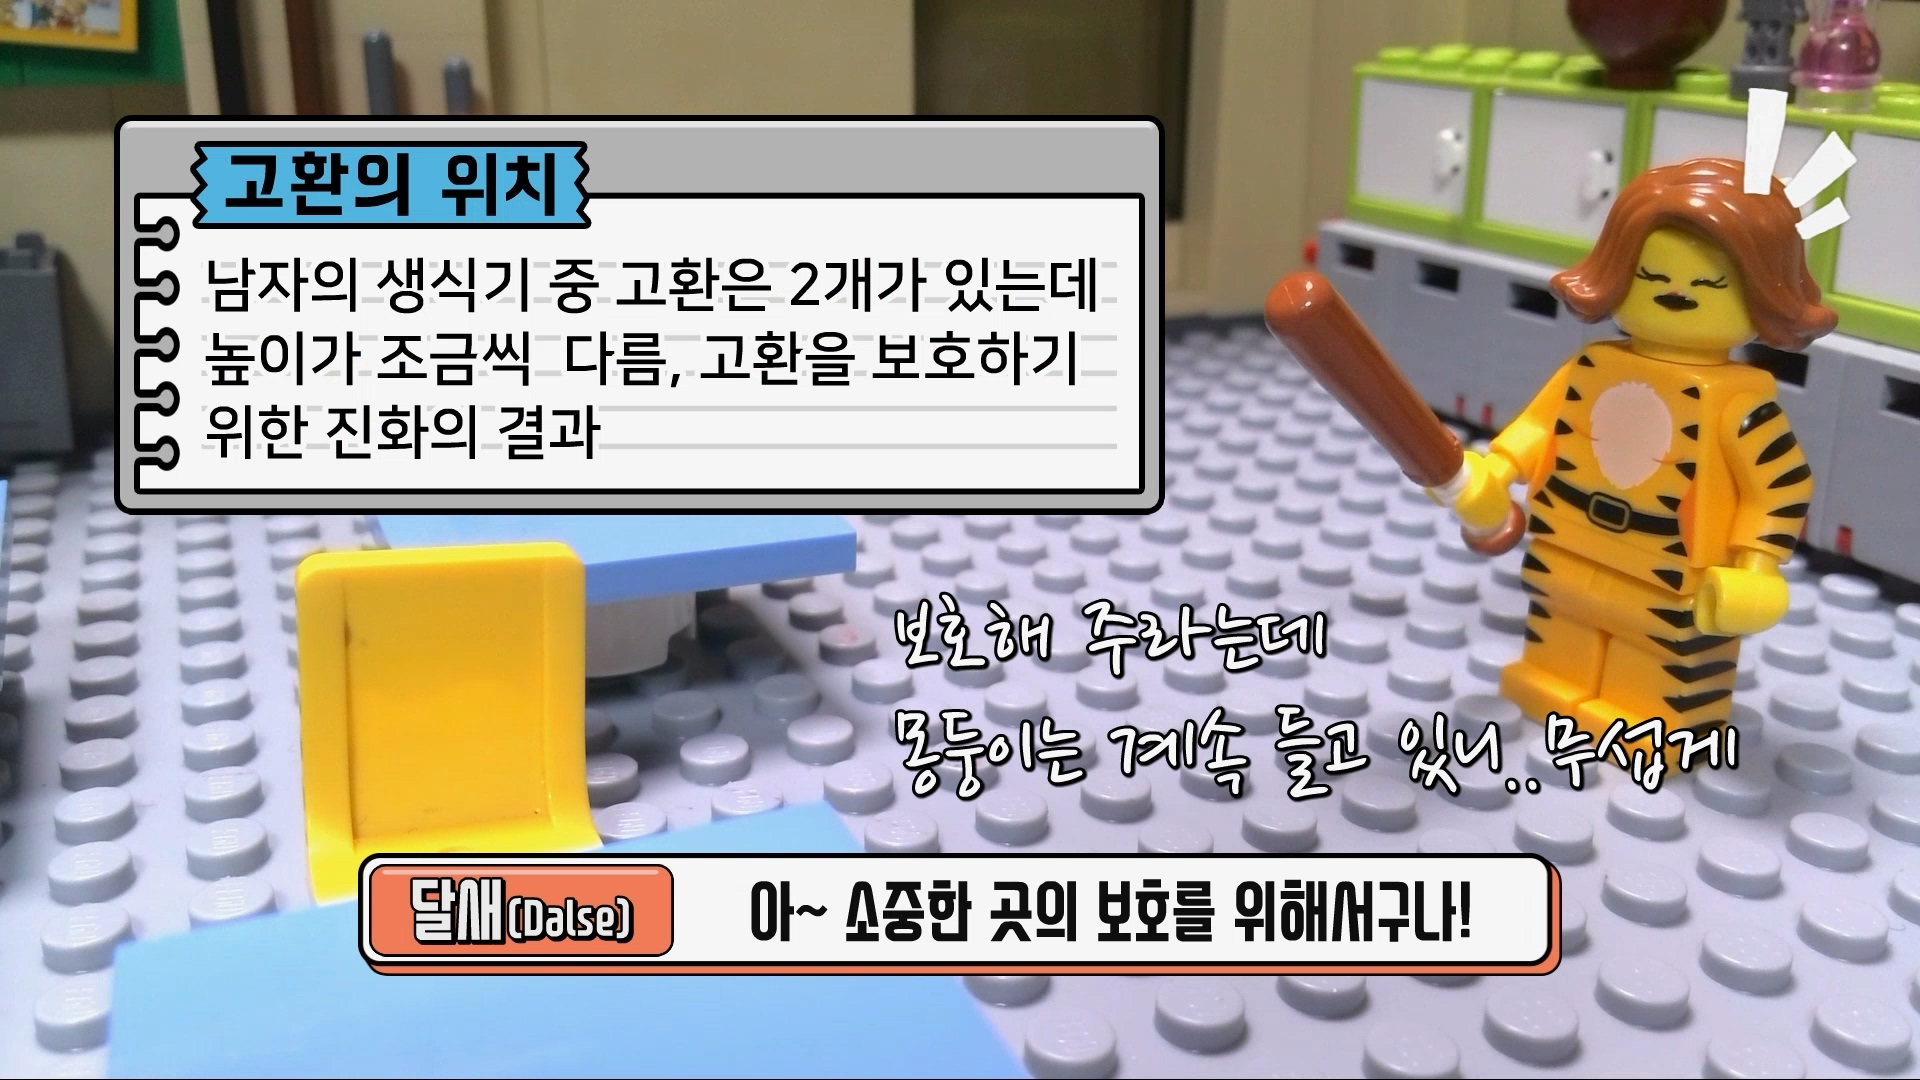 고환의 위치
남자의 생식기 중 고환은 2개가 있는데
높이가 조금씩 다름, 고환을 보호하기
위한 진화의 결과
보호해 주라는데
몽둥이는 계속 들고 있니..무섭게
달새(Dalse) 아~ 소중한 곳의 보호를 위해서구나!